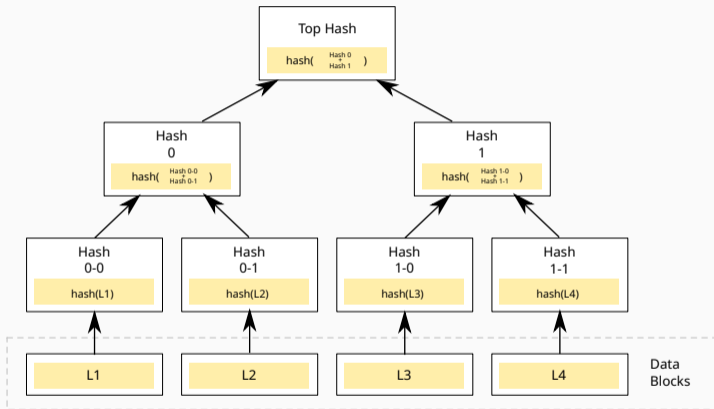 Top Hash
hash( Hash 0 + Hash 1 )
Hash
0
hash( Hash 0-0 + Hash 0-1 )
Hash
1
hash( Hash 1-0 + Hash 1-1 )
Hash
0-0
hash(L1)
Hash
0-1
hash(L2)
Hash
1-0
hash(L3)
Hash
1-1
hash(L4)
L1
L2
L3
L4
Data
Blocks